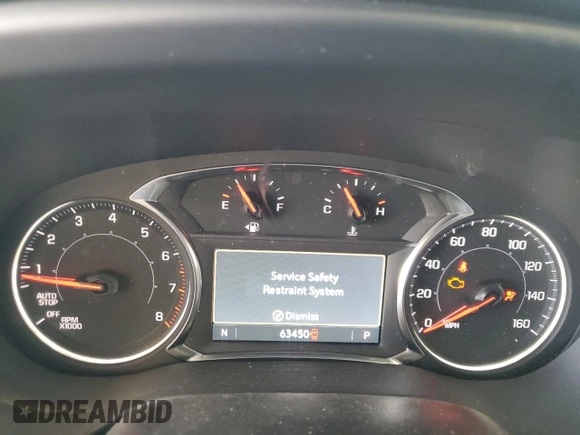 E F
C H
1 2 3 4 5 6 7 8
AUTO
STOP
OFF
RPM
X1000
Service Safety
Restraint System
Dismiss
N 63450 P
0 20 40 60 80 100 120 140 160
MPH
DREAMBID